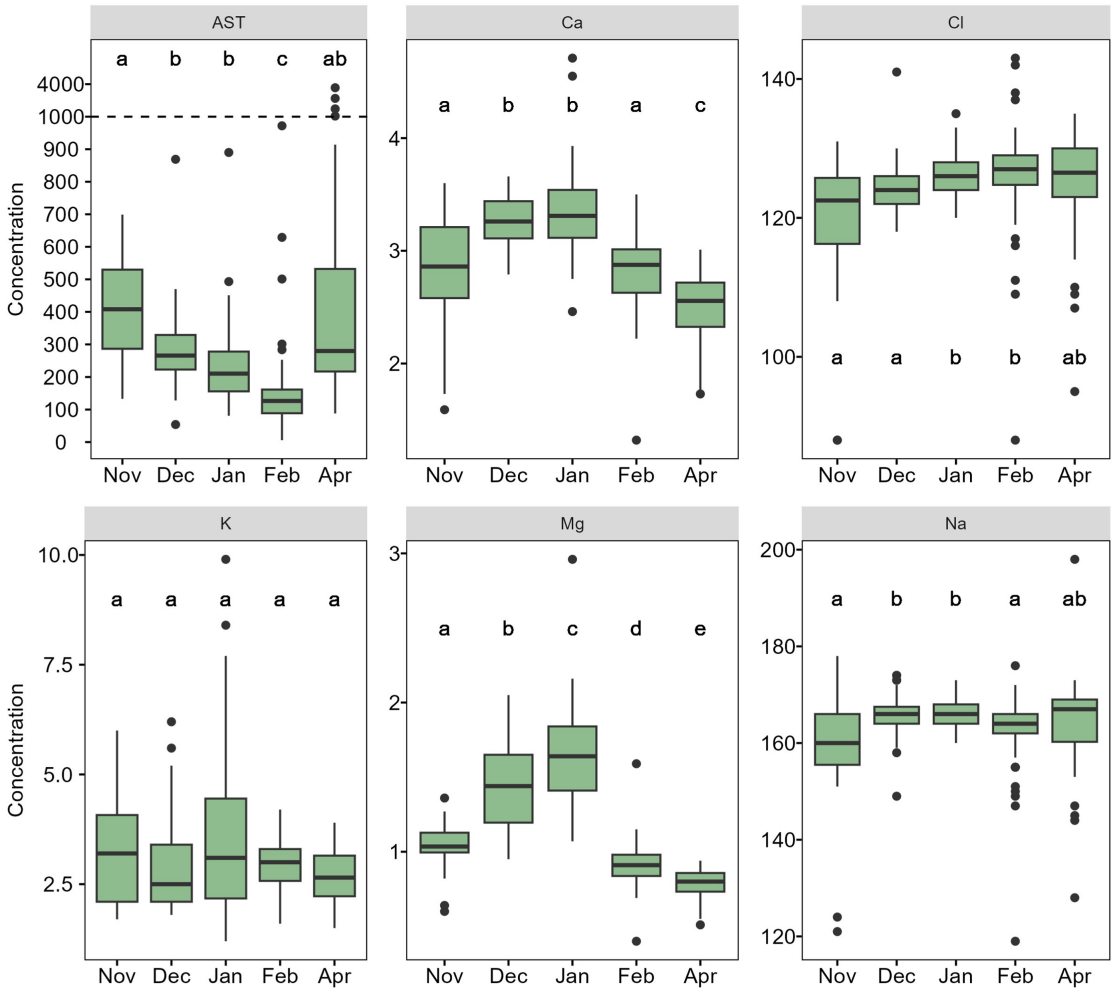 AST
Ca
Cl
a b b c ab
4000
1000
900
800
700
600
500
400
300
200
100
0
Concentration
a b b a c
4
3
2
140
120
100
a a b b ab
Nov Dec Jan Feb Apr
Nov Dec Jan Feb Apr
Nov Dec Jan Feb Apr
K
Mg
Na
Concentration
10.0
7.5
5.0
2.5
a a a a a
3
2
1
a b c d e
200
180
160
140
120
a b b a ab
Nov Dec Jan Feb Apr
Nov Dec Jan Feb Apr
Nov Dec Jan Feb Apr